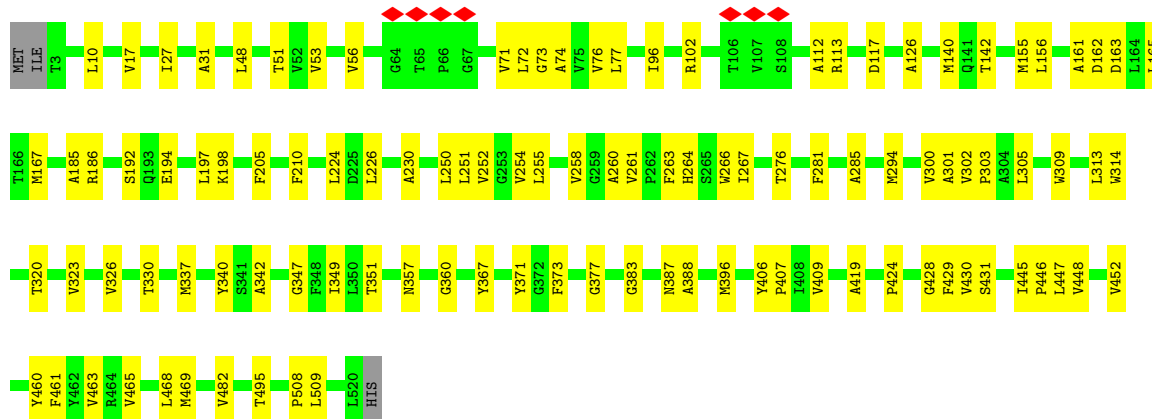 MET ILE T3 L10 V17 I27 A31 L48 T51 V52 V53 V56 G64 T65 P66 G67 V71 L72 G73 A74 V75 V76 L77 I96 R102 T106 V107 S108 A112 R113 D117 A126 M140 Q141 T142 M155 L156 A161 D162 D163 L164 L165
T166 M167 A185 R186 S192 Q193 E194 L197 K198 F205 F210 L224 D225 L226 A230 L250 L251 V252 G253 V254 L255 V258 G259 A260 V261 P262 F263 H264 S265 W266 I267 T276 F281 A285 M294 V300 A301 V302 P303 A304 L305 W309 L313 W314
T320 V323 V326 T330 M337 Y340 S341 A342 G347 F348 I349 L350 T351 N357 G360 Y367 Y371 G372 F373 G377 G383 N387 A388 M396 Y406 P407 I408 V409 A419 P424 G428 F429 V430 S431 I445 P446 L447 V448 V452
Y460 F461 Y462 V463 R464 V465 L468 M469 V482 T495 P508 L509 L520 HIS